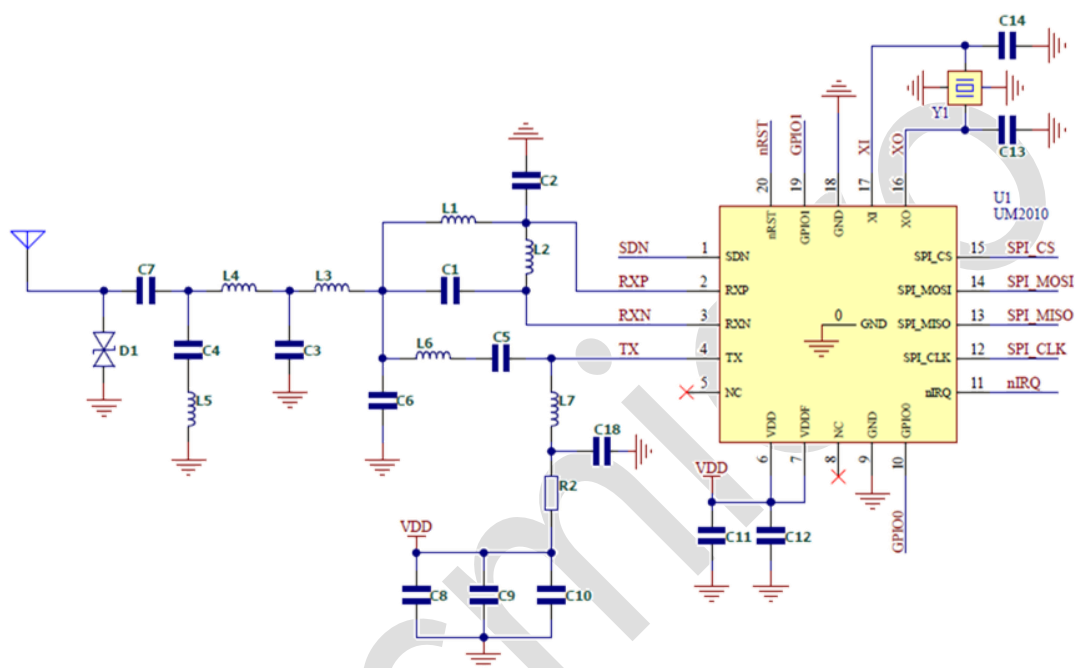 C14
Y1
C13
nRST
GPIO1
XI
XO
20
19
18
17
16
U1
UM2010
C2
L1
L2
C1
C7
L4
L3
D1
C4
L5
C3
L6
C5
C6
L7
C18
R2
VDD
C8
C9
C10
SDN
RXP
RXN
TX
1
2
3
4
5
nRST
GPIO1
GND
XI
XO
SDN
RXP
RXN
TX
NC
0
GND
SPI_CS
SPI_MOSI
SPI_MISO
SPI_CLK
nIRQ
VDD
VDDF
NC
GND
GPIO0
15
14
13
12
11
SPI_CS
SPI_MOSI
SPI_MISO
SPI_CLK
nIRQ
6
7
8
9
10
VDD
C11
C12
GPIO0